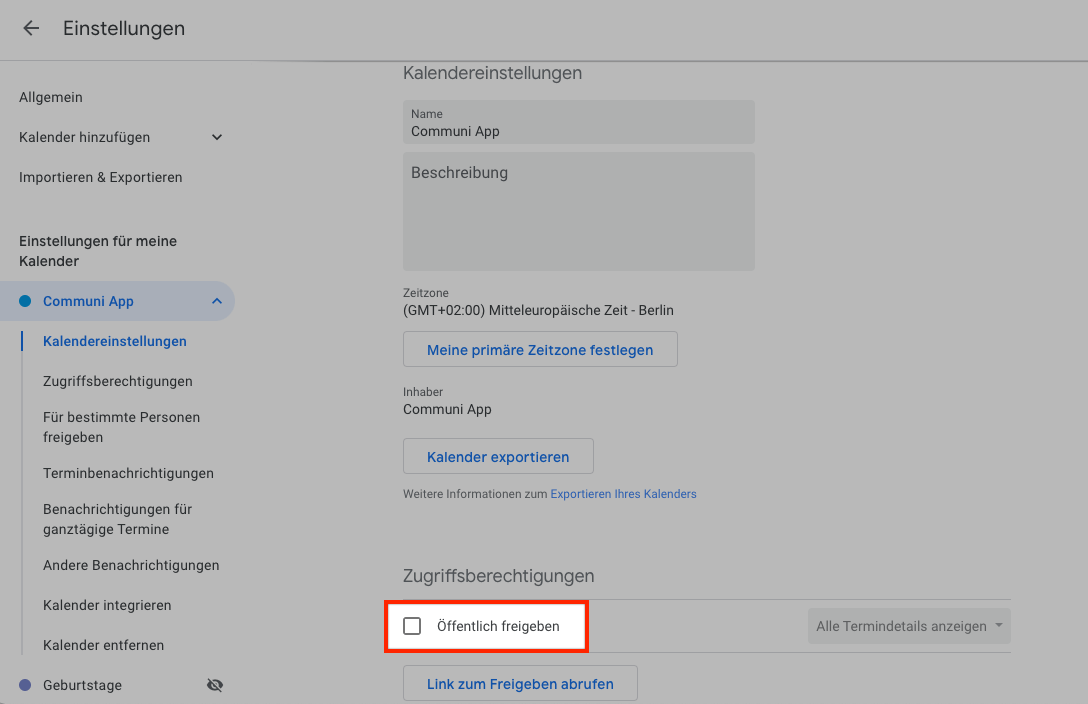 Einstellungen
Allgemein
Kalender hinzufügen
Importieren & Exportieren
Einstellungen für meine
Kalender
Communi App
Kalendereinstellungen
Zugriffsberechtigungen
Für bestimmte Personen
freigeben
Terminbenachrichtigungen
Benachrichtigungen für
ganztägige Termine
Andere Benachrichtigungen
Kalender integrieren
Kalender entfernen
Geburtstage
Kalendereinstellungen
Name
Communi App
Beschreibung
Zeitzone
(GMT+02:00) Mitteleuropäische Zeit - Berlin
Meine primäre Zeitzone festlegen
Inhaber
Communi App
Kalender exportieren
Weitere Informationen zum Exportieren Ihres Kalenders
Zugriffsberechtigungen
Öffentlich freigeben
Alle Termindetails anzeigen
Link zum Freigeben abrufen